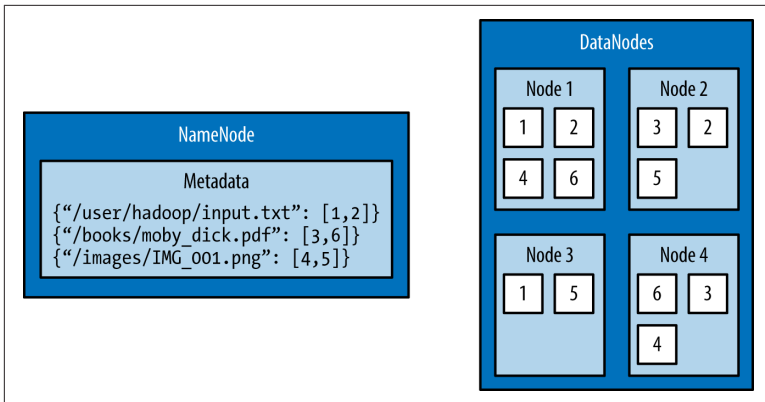 NameNode
Metadata
{“/user/hadoop/input.txt”: [1,2]}
{“/books/moby_dick.pdf”: [3,6]}
{“/images/IMG_001.png”: [4,5]}
DataNodes
Node 1
1 2
4 6
Node 2
3 2
5
Node 3
1 5
Node 4
6 3
4